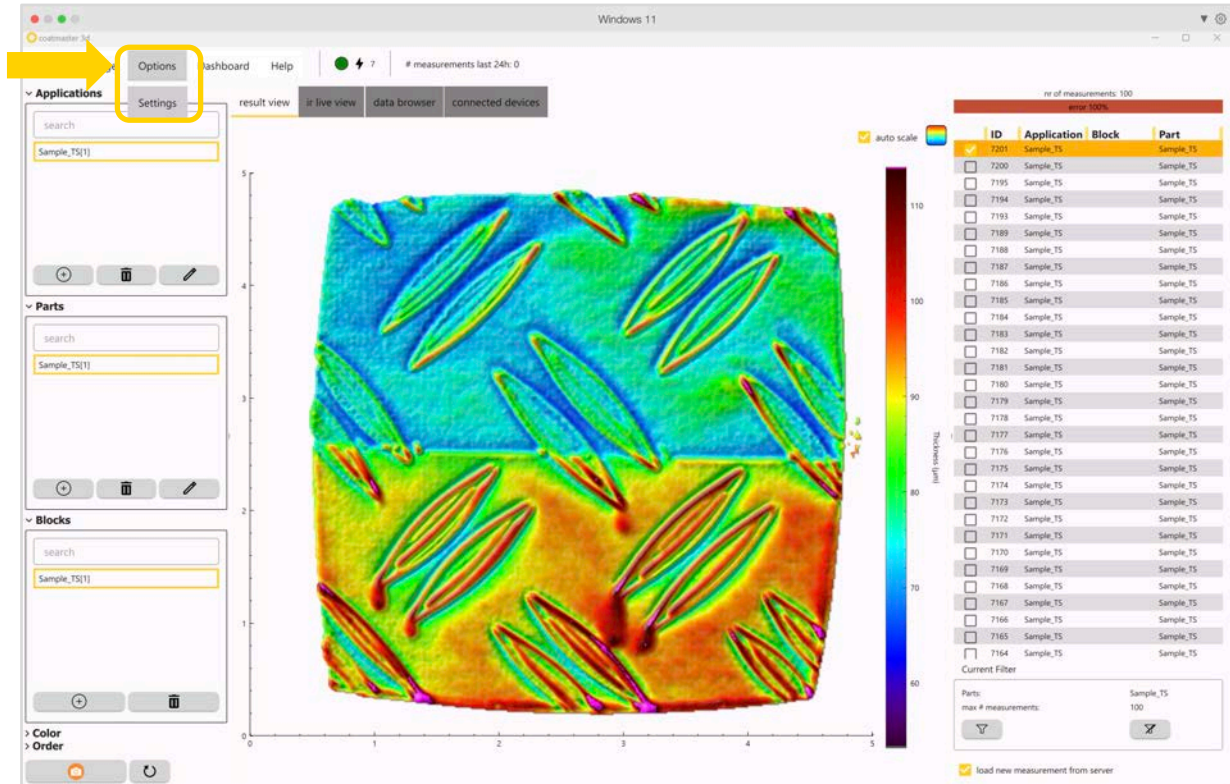 Windows 11
coatmaster 3d
Options
Dashboard
Help
7
# measurements last 24h: 0
Settings
Applications
search
Sample_TS[1]
Parts
search
Sample_TS[1]
Blocks
search
Sample_TS[1]
Color
Order
result view
ir live view
data browser
connected devices
auto scale
5
4
3
2
1
0
0 1 2 3 4 5
110
100
90
80
70
60
Thickness (µm)
nr of measurements: 100
error 100%
ID Application Block Part
7201 Sample_TS Sample_TS
7200 Sample_TS Sample_TS
7195 Sample_TS Sample_TS
7194 Sample_TS Sample_TS
7193 Sample_TS Sample_TS
7189 Sample_TS Sample_TS
7188 Sample_TS Sample_TS
7187 Sample_TS Sample_TS
7186 Sample_TS Sample_TS
7185 Sample_TS Sample_TS
7184 Sample_TS Sample_TS
7183 Sample_TS Sample_TS
7182 Sample_TS Sample_TS
7181 Sample_TS Sample_TS
7180 Sample_TS Sample_TS
7179 Sample_TS Sample_TS
7178 Sample_TS Sample_TS
7177 Sample_TS Sample_TS
7176 Sample_TS Sample_TS
7175 Sample_TS Sample_TS
7174 Sample_TS Sample_TS
7173 Sample_TS Sample_TS
7172 Sample_TS Sample_TS
7171 Sample_TS Sample_TS
7170 Sample_TS Sample_TS
7169 Sample_TS Sample_TS
7168 Sample_TS Sample_TS
7167 Sample_TS Sample_TS
7166 Sample_TS Sample_TS
7165 Sample_TS Sample_TS
7164 Sample_TS Sample_TS
Current Filter
Parts: Sample_TS
max # measurements: 100
load new measurement from server